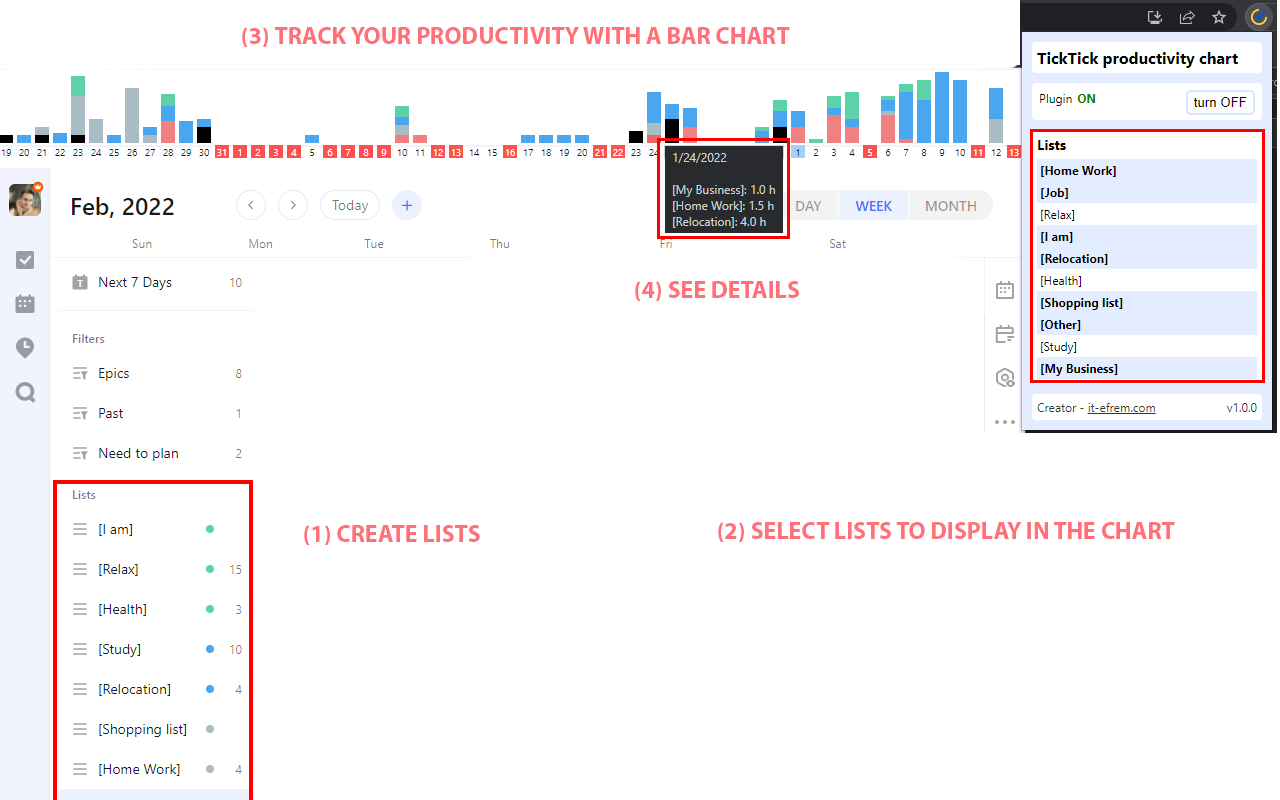 (3) TRACK YOUR PRODUCTIVITY WITH A BAR CHART
19 20 21 22 23 24 25 26 27 28 29 30 31 1 2 3 4 5 6 7 8 9 10 11 12 13 14 15 16 17 18 19 20 21 22 23 24 1 2 3 4 5 6 7 8 9 10 11 12 13
1/24/2022
[My Business]: 1.0 h
[Home Work]: 1.5 h
[Relocation]: 4.0 h
Feb, 2022
Today
DAY
WEEK
MONTH
Sun Mon Tue Thu Fri Sat
Next 7 Days 10
Filters
Epics 8
Past 1
Need to plan 2
Lists
[I am]
[Relax] 15
[Health] 3
[Study] 10
[Relocation] 4
[Shopping list]
[Home Work] 4
(4) SEE DETAILS
(1) CREATE LISTS
(2) SELECT LISTS TO DISPLAY IN THE CHART
TickTick productivity chart
Plugin ON
turn OFF
Lists
[Home Work]
[Job]
[Relax]
[I am]
[Relocation]
[Health]
[Shopping list]
[Other]
[Study]
[My Business]
Creator - it-efrem.com v1.0.0